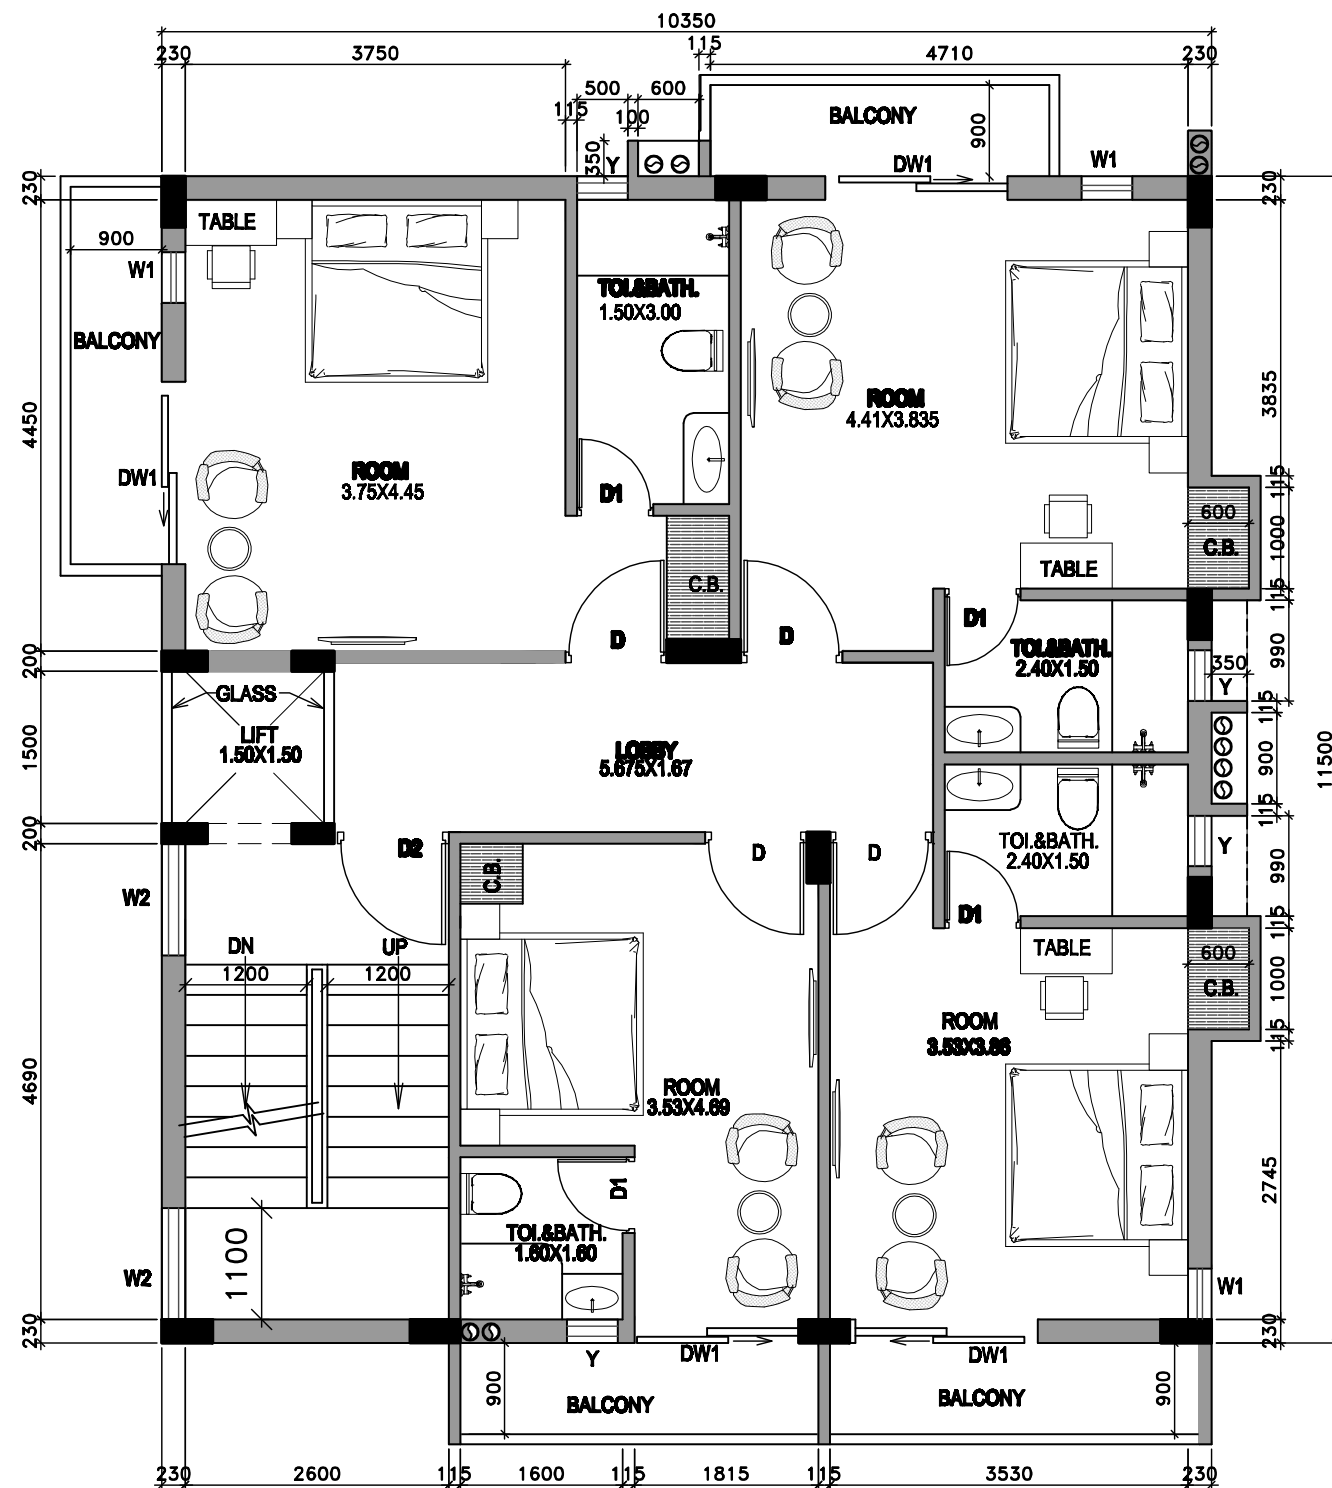 10350
230
3750
115
4710
230
500
600
115
100
350
Y
BALCONY
900
DW1
W1
230
230
TABLE
900
W1
BALCONY
TOI.&BATH.
1.50X3.00
4450
3835
ROOM
4.41X3.835
ROOM
3.75X4.45
DW1
D1
115
600
1000
C.B.
TABLE
C.B.
115
D1
D
D
TOI.&BATH.
2.40X1.50
990
350
Y
200
GLASS
LIFT
1.50X1.50
1500
LOBBY
5.675X1.67
115
900
11500
115
200
D2
D
D
TOI.&BATH.
2.40X1.50
Y
990
C.B.
W2
D1
115
DN
UP
1200
1200
TABLE
600
1000
C.B.
ROOM
3.53X3.86
115
4690
ROOM
3.53X4.69
2745
D1
TOI.&BATH.
1.60X1.60
1100
W2
W1
230
230
Y
DW1
DW1
900
BALCONY
BALCONY
900
230
2600
115
1600
115
1815
115
3530
230